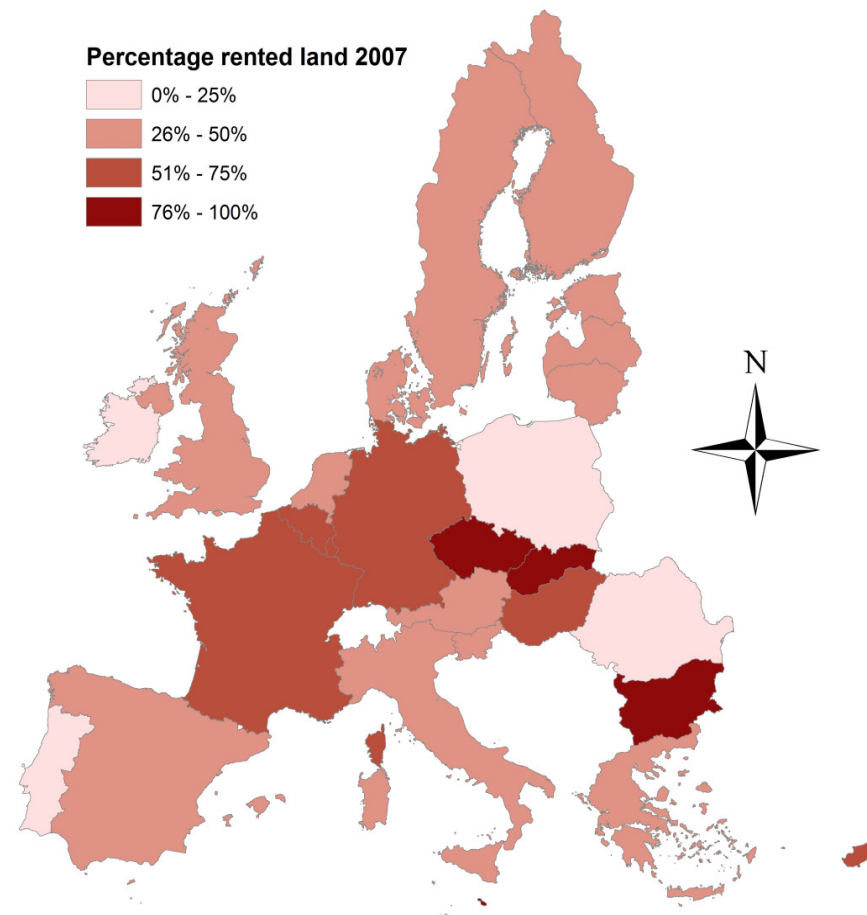 Percentage rented land 2007
0% - 25%
26% - 50%
51% - 75%
76% - 100%
N